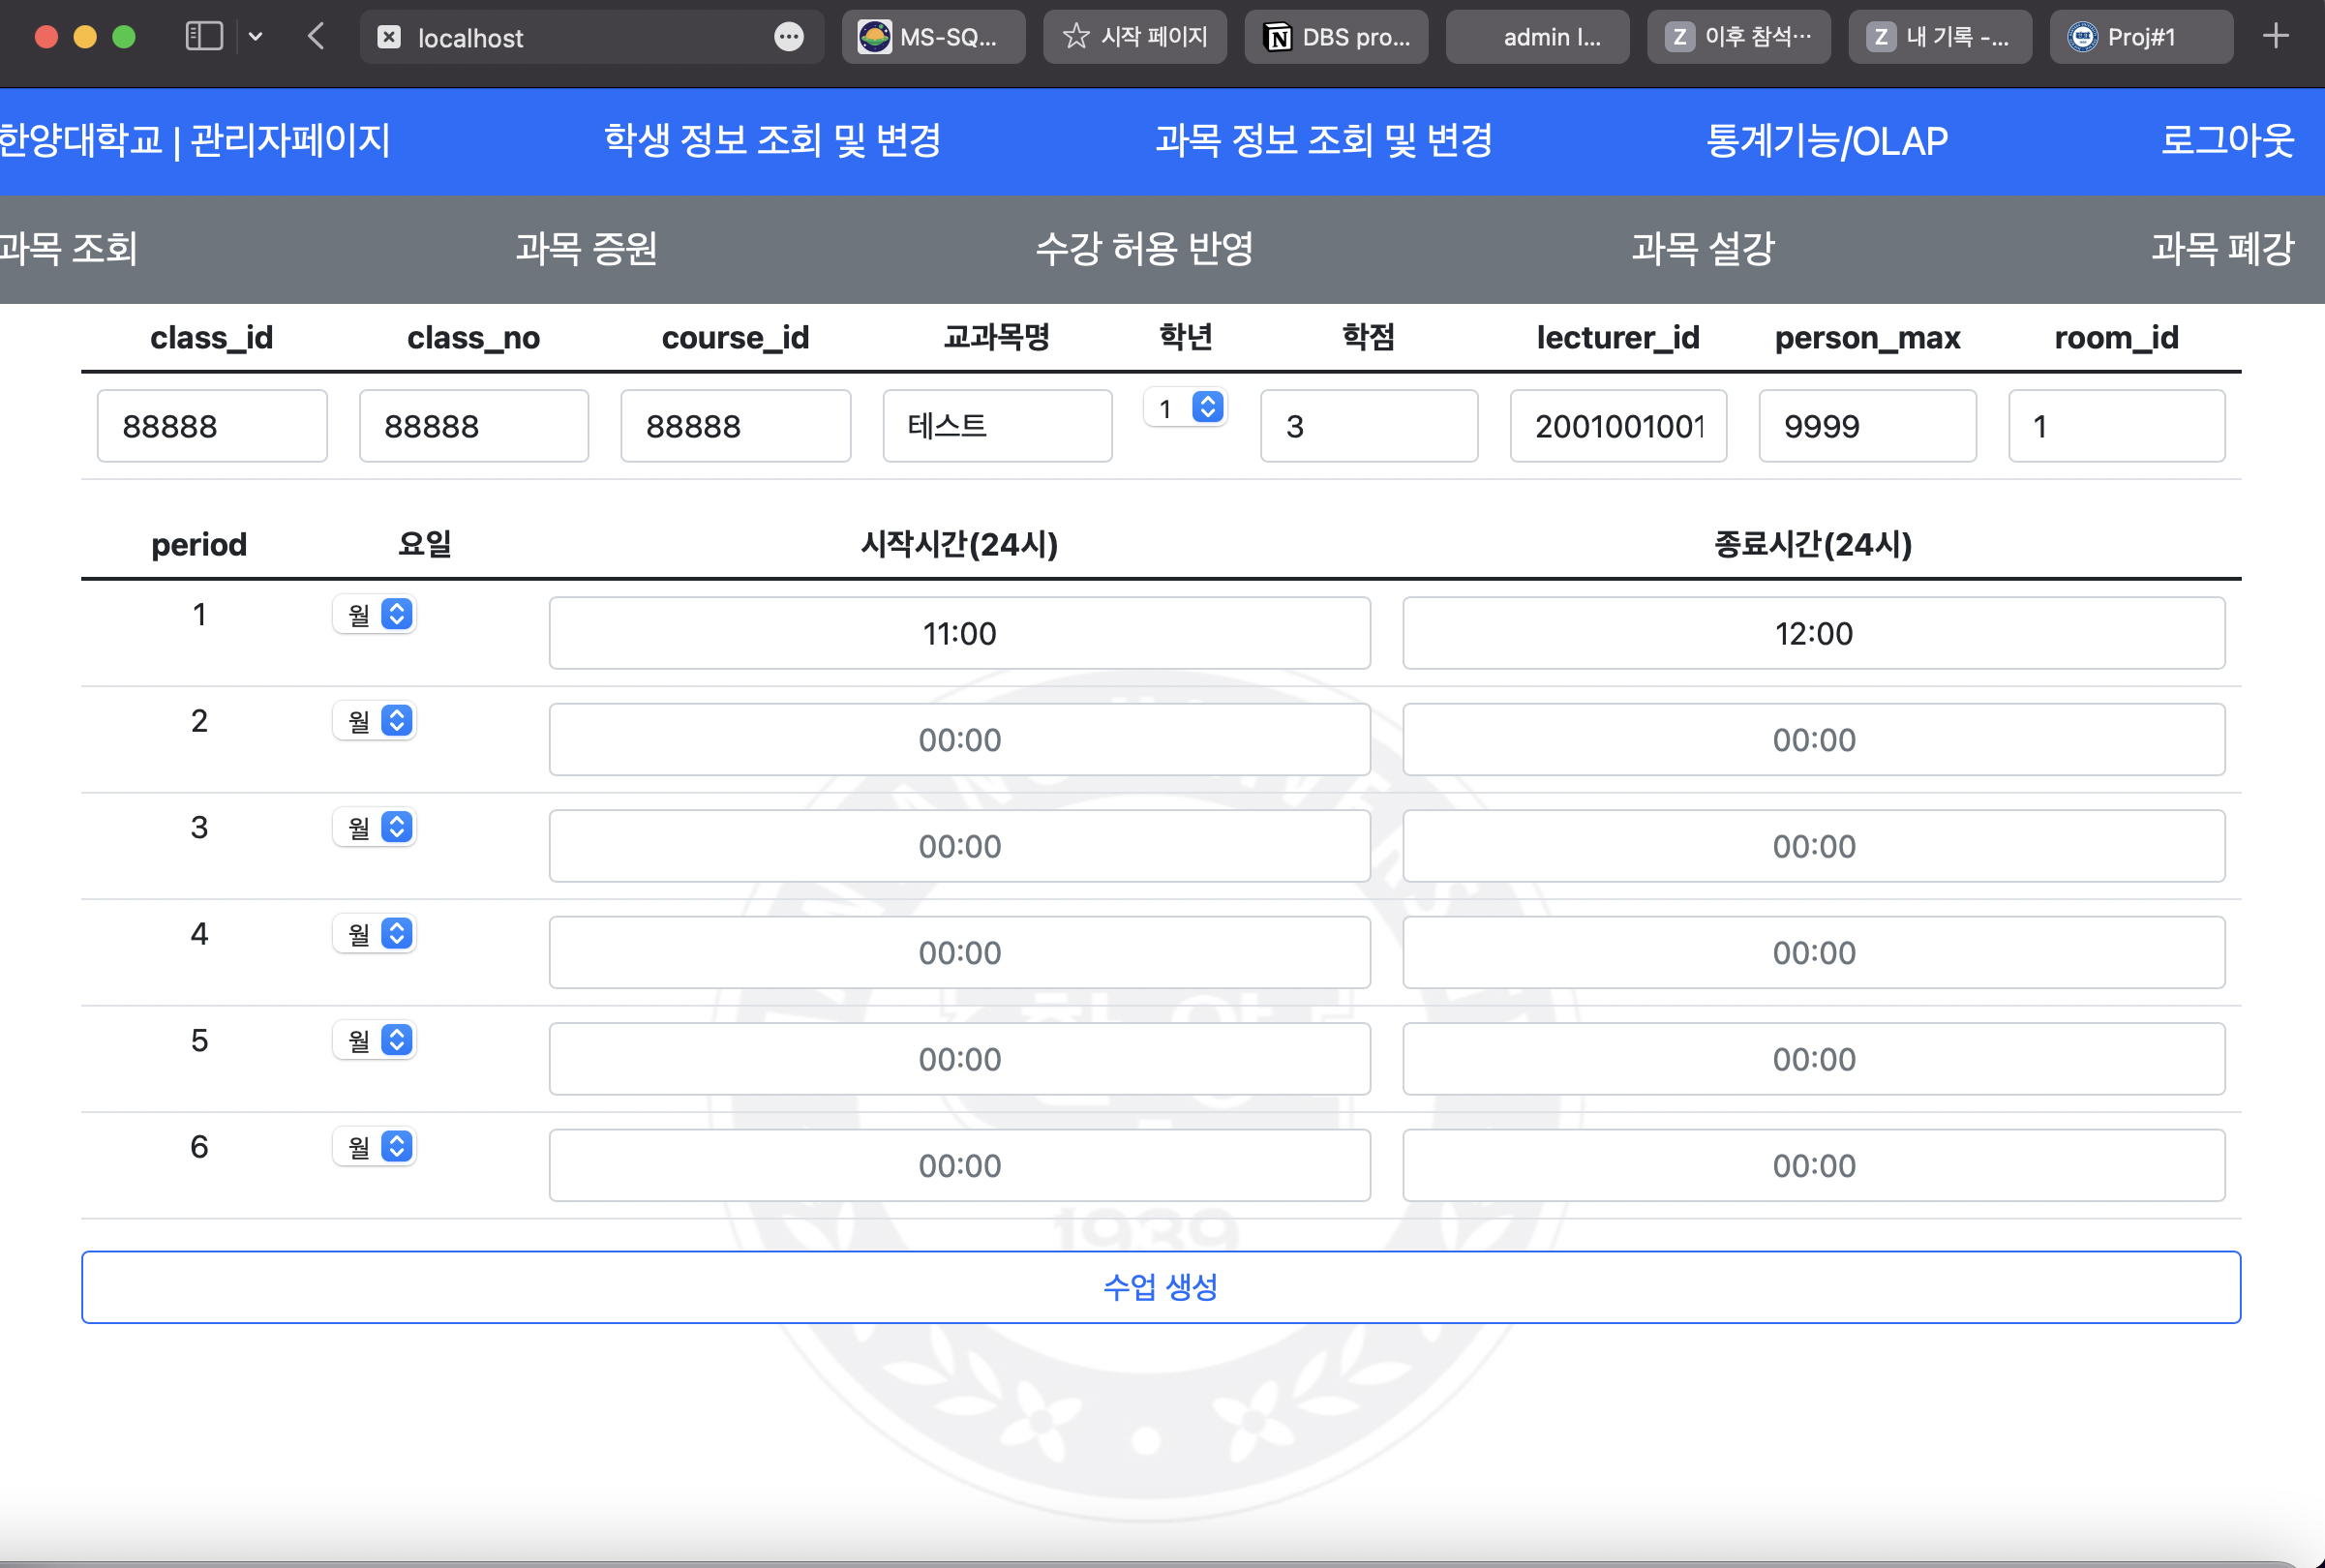 localhost
MS-SQ...
시작 페이지
DBS pro...
admin l...
Z 이후 참석...
Z 내 기록 -...
Proj#1
한양대학교 | 관리자페이지 학생 정보 조회 및 변경 과목 정보 조회 및 변경 통계기능/OLAP 로그아웃
과목 조회 과목 증원 수강 허용 반영 과목 설강 과목 폐강
class_id class_no course_id 교과목명 학년 학점 lecturer_id person_max room_id
88888 88888 88888 테스트 1 3 2001001001 9999 1
period 요일 시작시간(24시) 종료시간(24시)
1 월 11:00 12:00
2 월 00:00 00:00
3 월 00:00 00:00
4 월 00:00 00:00
5 월 00:00 00:00
6 월 00:00 00:00
1939
수업 생성